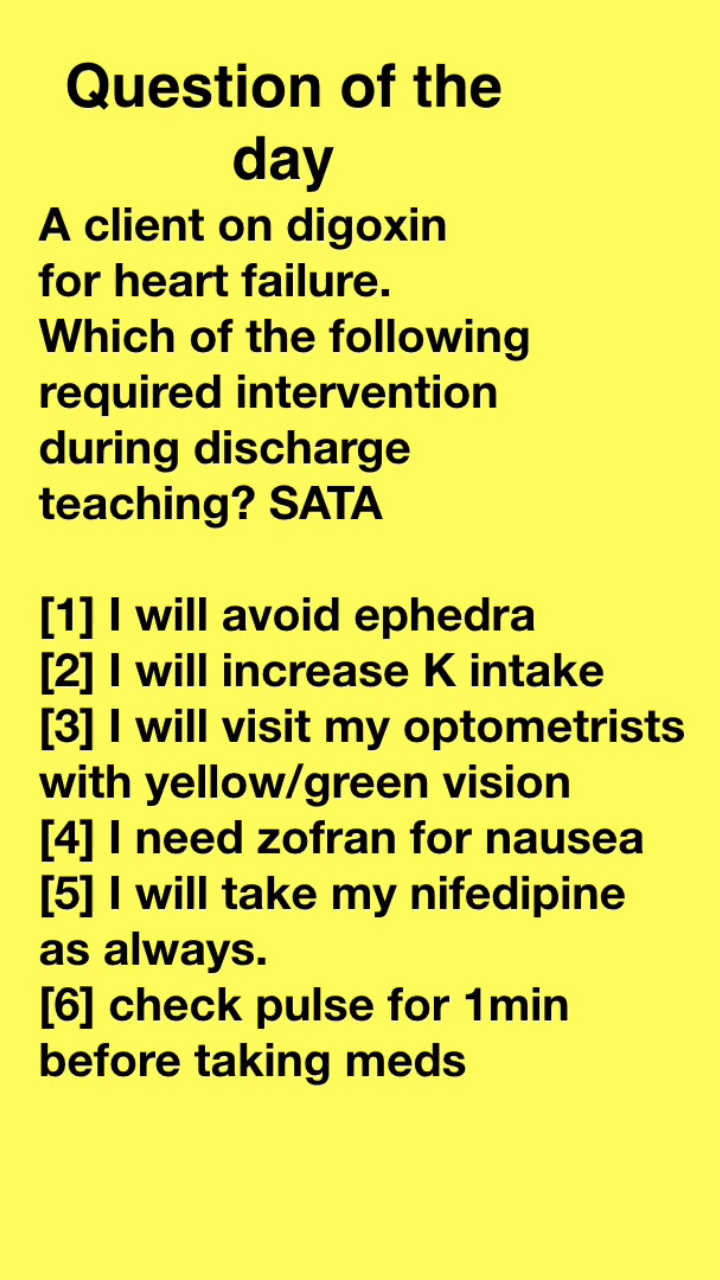 Question of the
day
A client on digoxin
for heart failure.
Which of the following
required intervention
during discharge
teaching? SATA
[1] I will avoid ephedra
[2] I will increase K intake
[3] I will visit my optometrists
with yellow/green vision
[4] I need zofran for nausea
[5] I will take my nifedipine
as always.
[6] check pulse for 1min
before taking meds